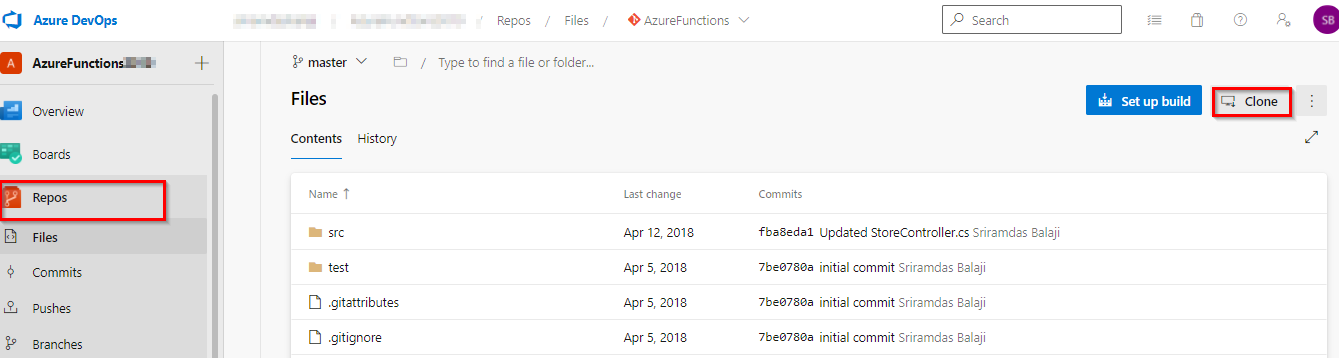 Azure DevOps / / Repos / Files / AzureFunctions Search SB
A AzureFunctions +
master / Type to find a file or folder...
Files
Set up build Clone
Contents History
Overview
Boards
Repos
Files
Commits
Pushes
Branches
Name ↑ Last change Commits
src Apr 12, 2018 fba8eda1 Updated StoreController.cs Sriramdas Balaji
test Apr 5, 2018 7be0780a initial commit Sriramdas Balaji
.gitattributes Apr 5, 2018 7be0780a initial commit Sriramdas Balaji
.gitignore Apr 5, 2018 7be0780a initial commit Sriramdas Balaji